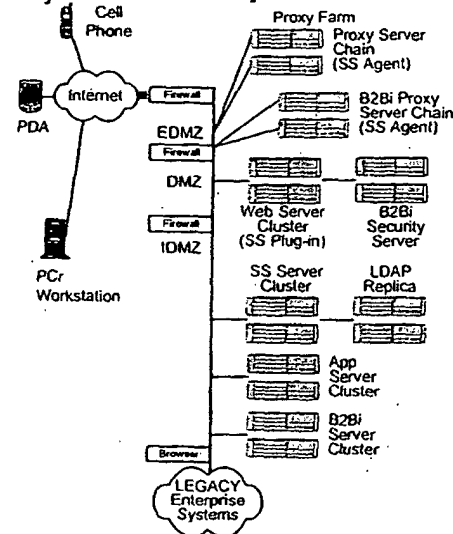 Cell
Phone
Proxy Farm
Proxy Server
Chain
(SS Agent)
Internet
Firewall
PDA
B2Bi Proxy
Server Chain
(SS Agent)
EDMZ
Firewall
DMZ
Web Server
Cluster
(SS Plug-in)
B2Bi
Security
Server
Firewall
IDMZ
PCr
Workstation
SS Server
Cluster
LDAP
Replica
App
Server
Cluster
B2Bi
Server
Cluster
Browser
LEGACY
Enterprise
Systems